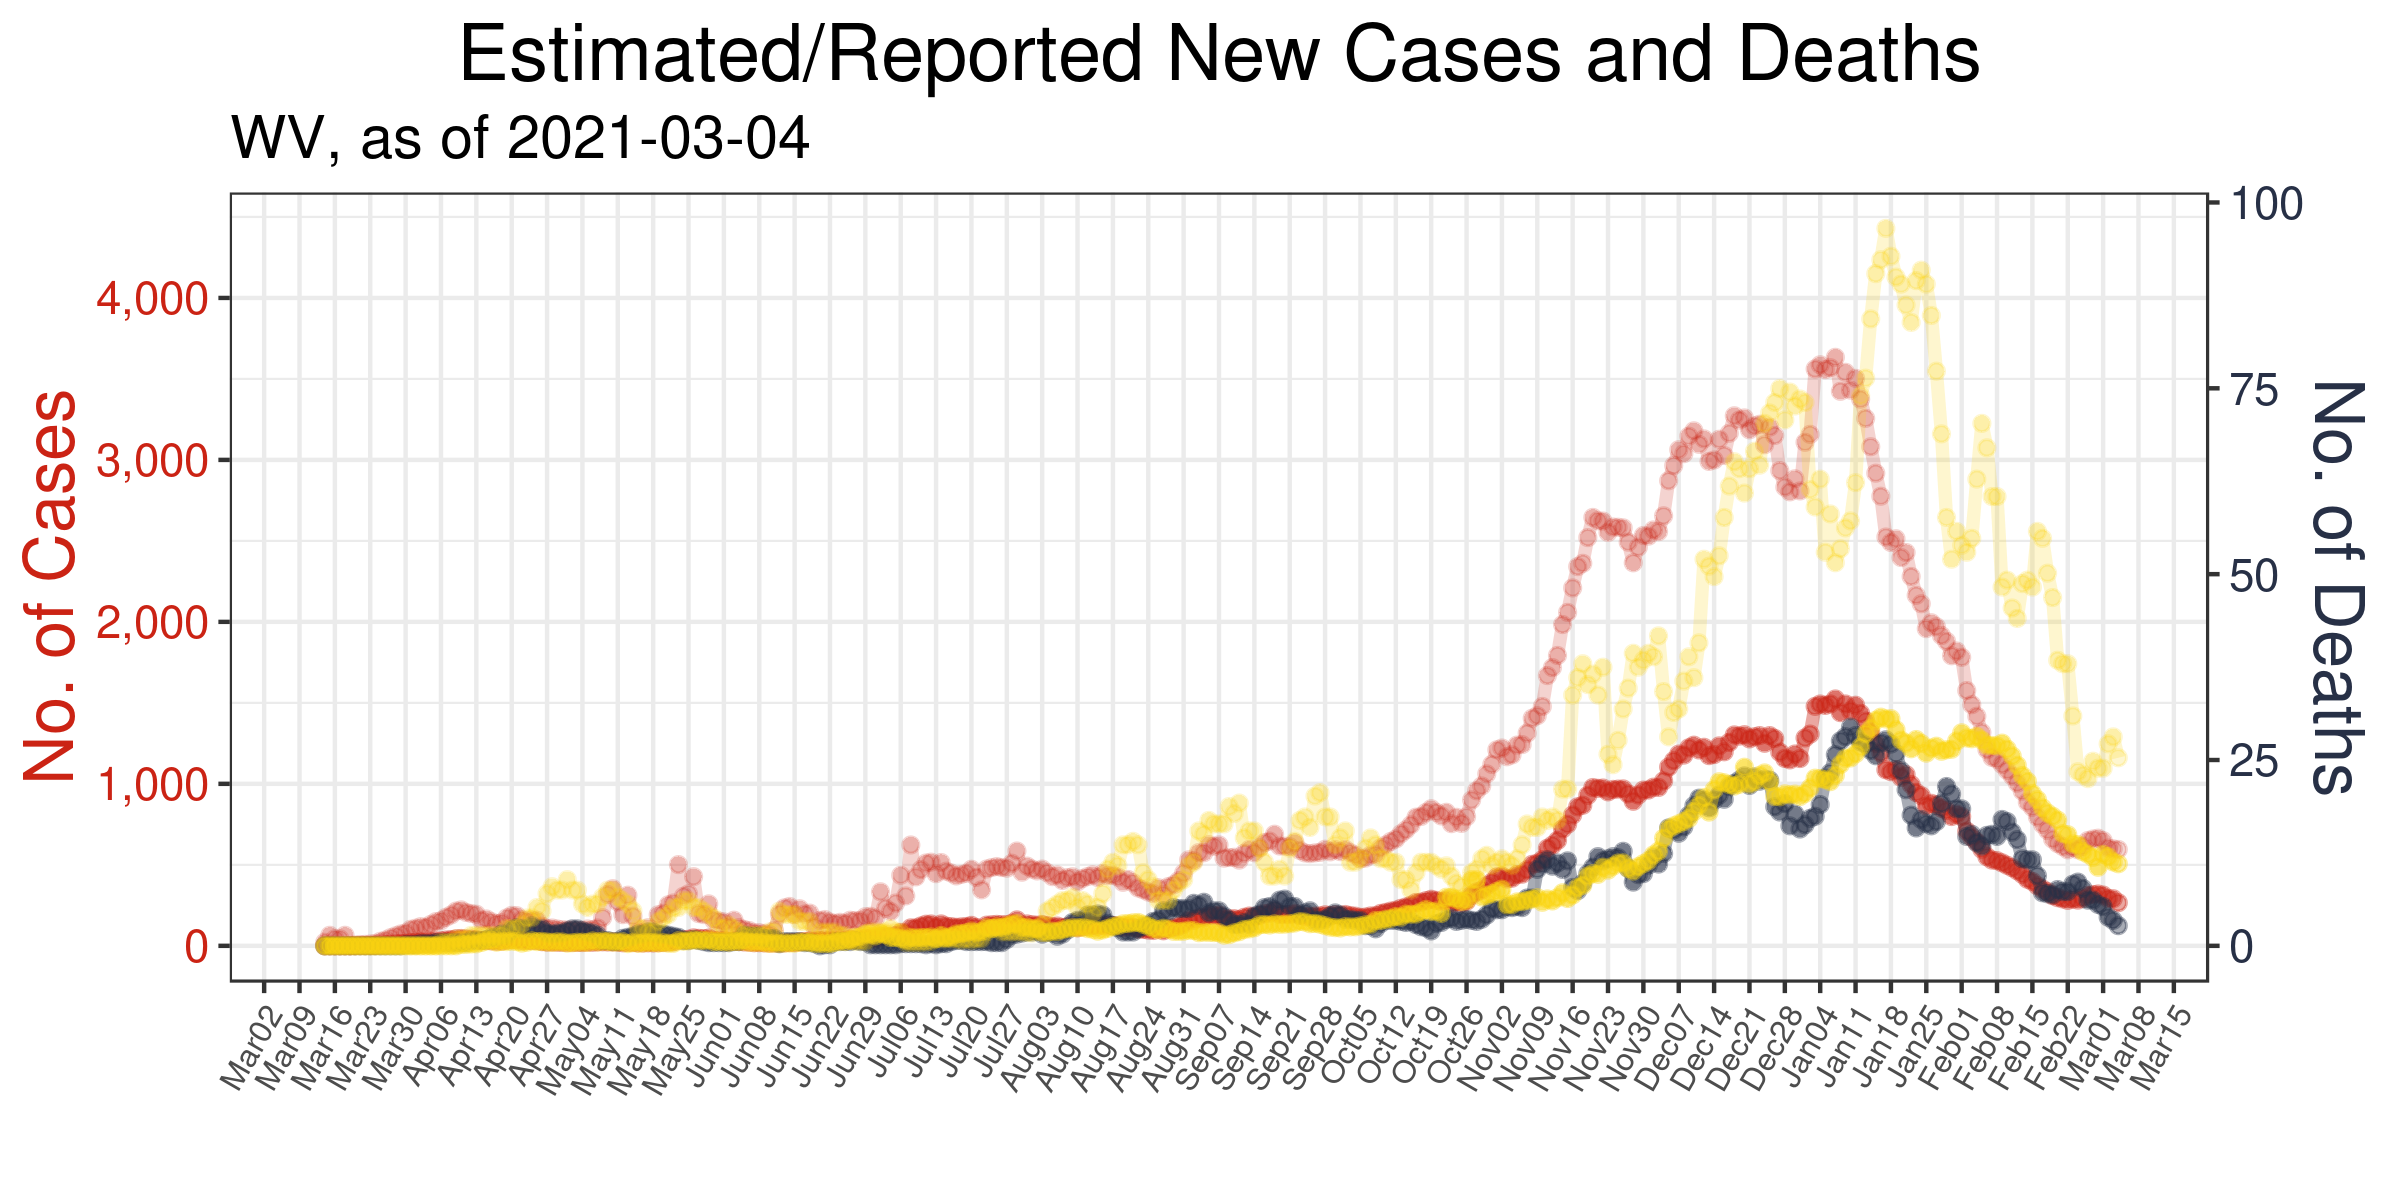 Estimated/Reported New Cases and Deaths
WV, as of 2021-03-04
No. of Cases
4,000
3,000
2,000
1,000
0
100
75
50
25
0
No. of Deaths
Mar02
Mar09
Mar16
Mar23
Mar30
Apr06
Apr13
Apr20
Apr27
May04
May11
May18
May25
Jun01
Jun08
Jun15
Jun22
Jun29
Jul06
Jul13
Jul20
Jul27
Aug03
Aug10
Aug17
Aug24
Aug31
Sep07
Sep14
Sep21
Sep28
Oct05
Oct12
Oct19
Oct26
Nov02
Nov09
Nov16
Nov23
Nov30
Dec07
Dec14
Dec21
Dec28
Jan04
Jan11
Jan18
Jan25
Feb01
Feb08
Feb15
Feb22
Mar01
Mar08
Mar15